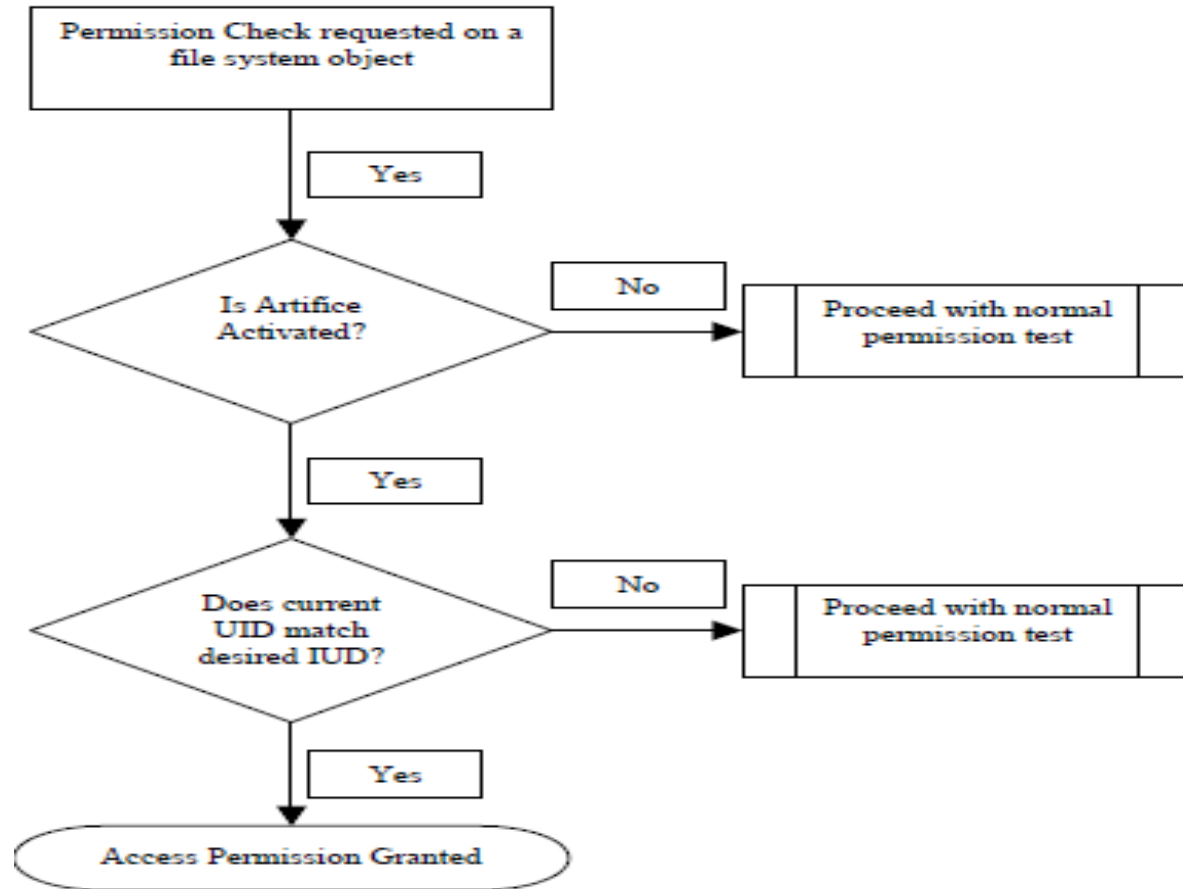 Permission Check requested on a
file system object
Yes
Is Artifice
Activated?
No
Proceed with normal
permission test
Yes
Does current
UID match
desired IUD?
No
Proceed with normal
permission test
Yes
Access Permission Granted